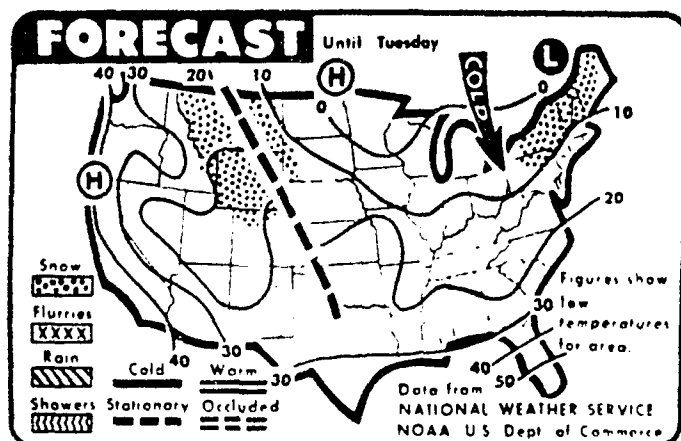 FORECAST
Until Tuesday
40 30 20 10 H L
0 COLD 0
10
H
20
Snow
Flurries
XXXX
Rain
Showers
Cold Warm
Stationary Occluded
40 30 30
30
40
50
Figures show
low
temperatures
for area.
Data from
NATIONAL WEATHER SERVICE
NOAA U S Dept of Commerce